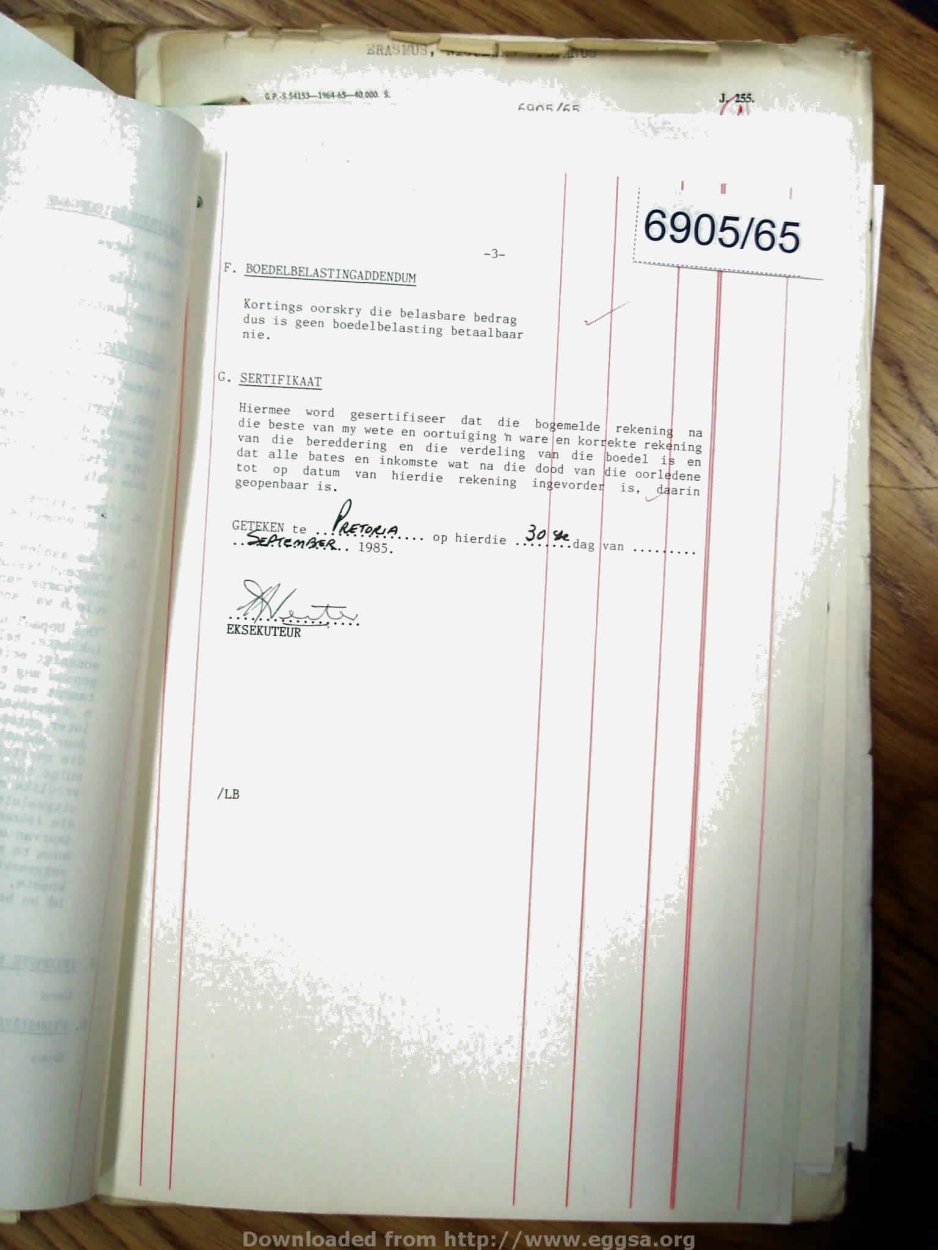 ERASMUS,
G.P.-S.54153—1964-65—40,000. S.
J. 255.
6905/65
6905/65
-3-
F. BOEDELBELASTINGADDENDUM
Kortings oorskry die belasbare bedrag
dus is geen boedelbelasting betaalbaar
nie.
G. SERTIFIKAAT
Hiermee word gesertifiseer dat die bogemelde rekening na
die beste van my wete en oortuiging 'n ware en korrekte rekening
van die bereddering en die verdeling van die boedel is en
dat alle bates en inkomste wat na die dood van die oorledene
tot op datum van hierdie rekening ingevorder is, daarin
geopenbaar is.
GETEKEN te ..PRETORIA.... op hierdie ..30 ste..dag van .........
..SEPTEMBER.. 1985.
EKSEKUTEUR
/LB
Downloaded from http://www.eggsa.org